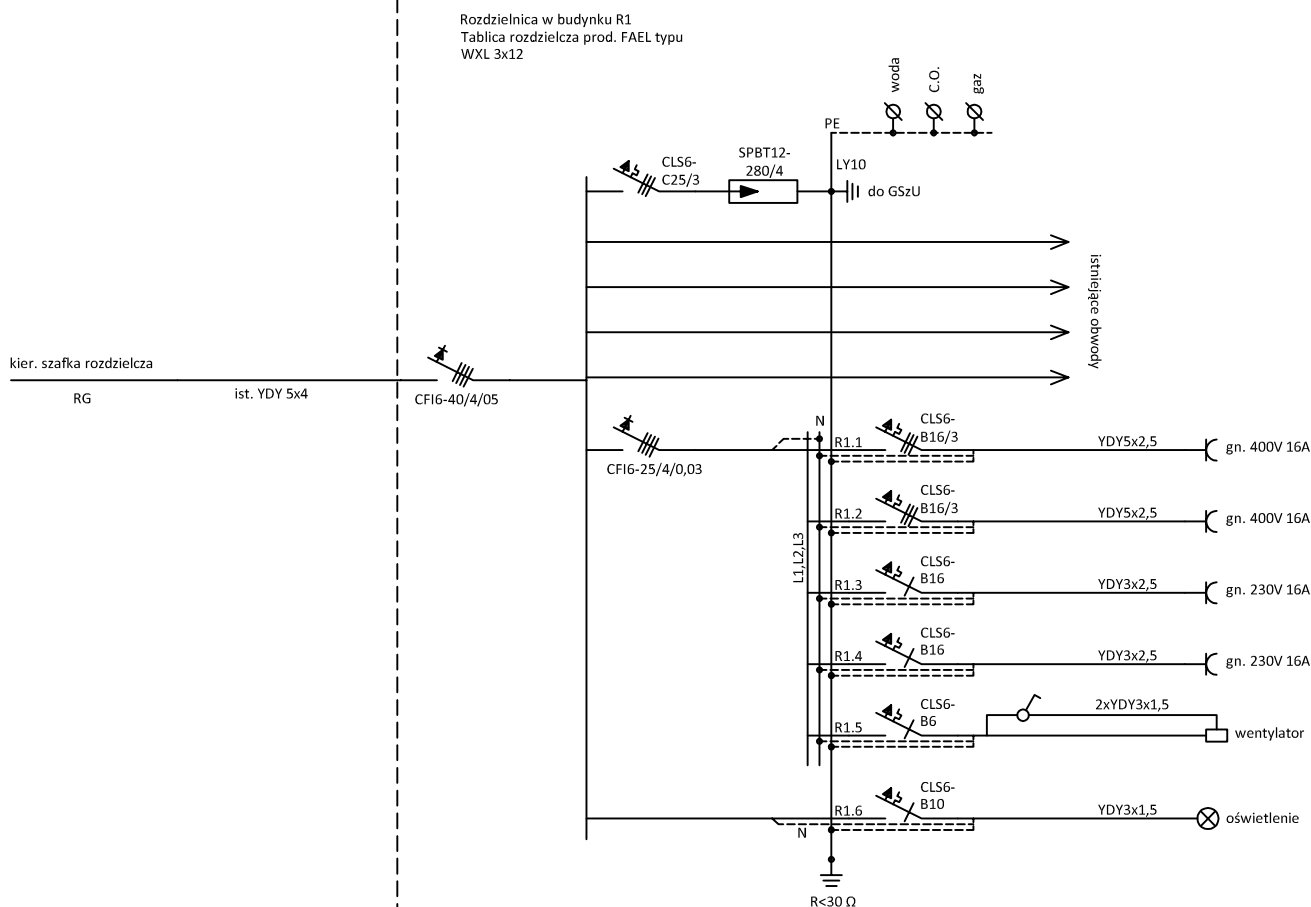 Rozdzielnica w budynku R1
Tablica rozdzielcza prod. FAEL typu
WXL 3x12
woda
C.O.
gaz
PE
CLS6-
C25/3
SPBT12-
280/4
LY10
do GSzU
istniejące obwody
kier. szafka rozdzielcza
RG
ist. YDY 5x4
CFI6-40/4/05
CFI6-25/4/0,03
N
L1,L2,L3
R1.1
CLS6-
B16/3
YDY5x2,5
gn. 400V 16A
R1.2
CLS6-
B16/3
YDY5x2,5
gn. 400V 16A
R1.3
CLS6-
B16
YDY3x2,5
gn. 230V 16A
R1.4
CLS6-
B16
YDY3x2,5
gn. 230V 16A
R1.5
CLS6-
B6
2xYDY3x1,5
wentylator
R1.6
CLS6-
B10
YDY3x1,5
oświetlenie
N
R<30 Ω